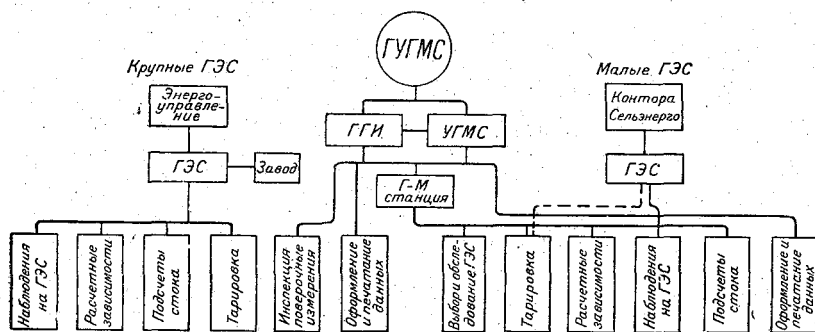 ГУГМС
Крупные ГЭС
Малые ГЭС
Энерго-
управле-
ние
ГГИ
УГМС
Контора
Сельэнерго
ГЭС
Завод
Г-М
станция
ГЭС
Наблюдения
на ГЭС
Расчетные
зависимости
Подсчеты
стока
Тарировка
Инспекция
поверочные
измерения
Оформление
и печатание
данных
Выбор и обсле-
дование ГЭС
Тарировка
Расчетные
зависимости
Наблюдения
на ГЭС
Подсчеты
стока
Оформление и
печатание
данных